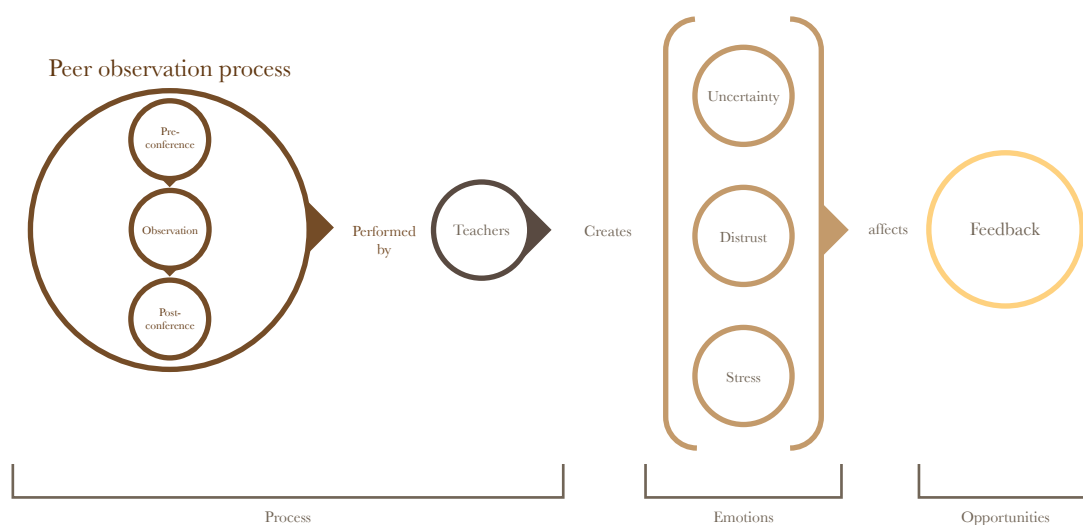 Peer observation process
Pre-
conference
Observation
Post-
conference
Performed
by
Teachers
Creates
Uncertainty
Distrust
Stress
affects
Feedback
Process
Emotions
Opportunities